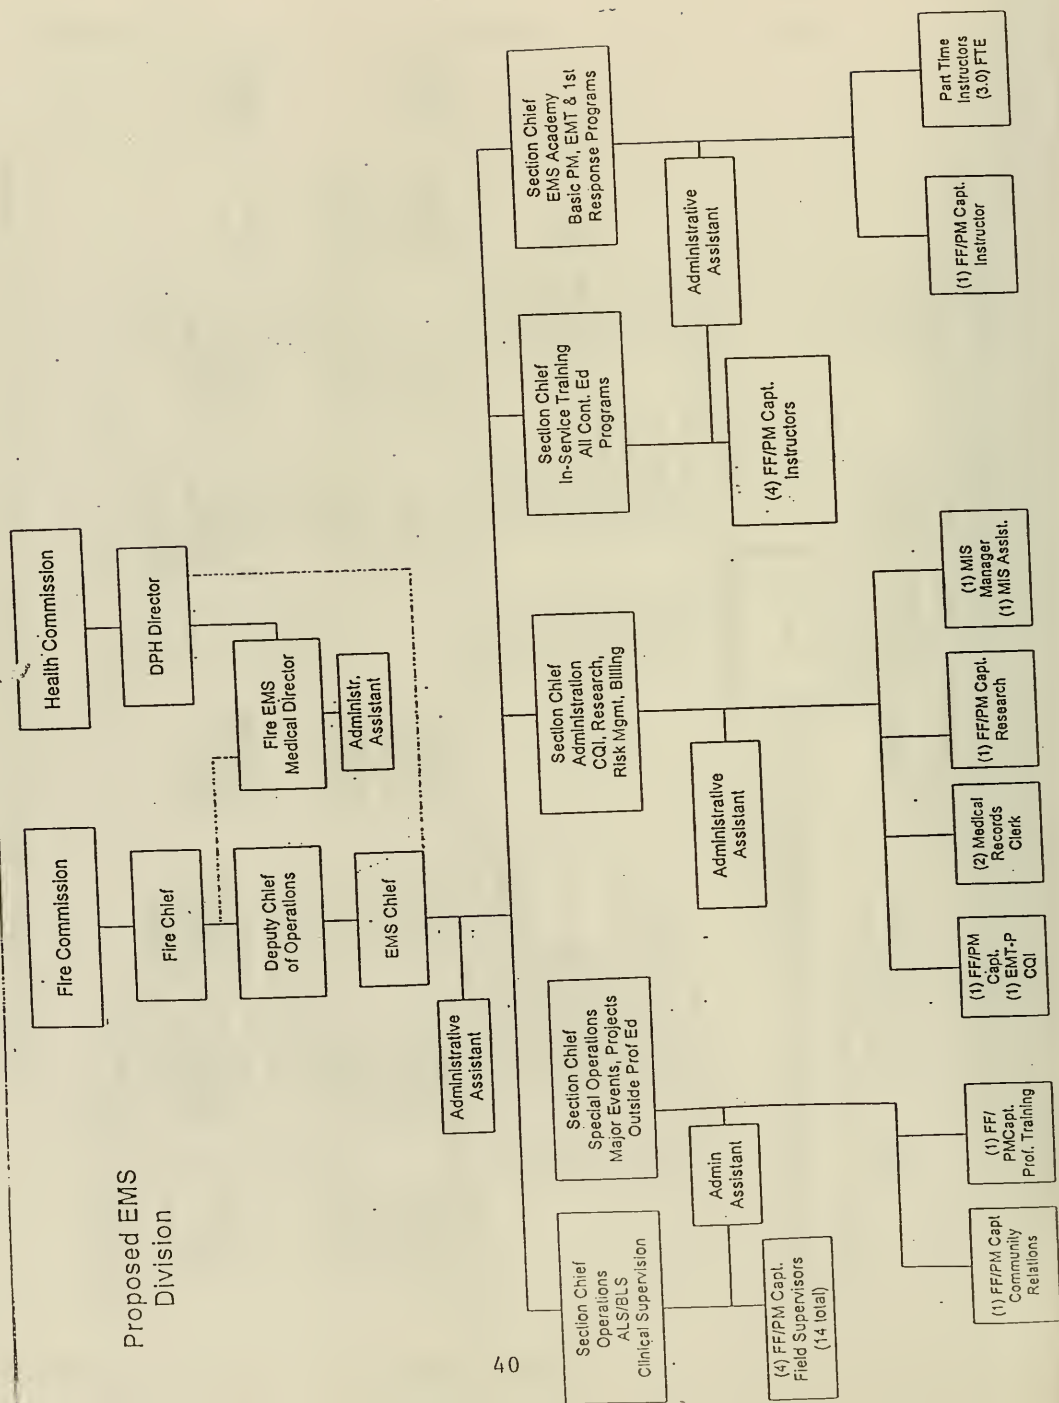 Proposed EMS
Division
Fire Commission
Health Commission
Fire Chief
DPH Director
Deputy Chief
of Operations
Fire EMS
Medical Director
Administr.
Assistant
EMS Chief
Administrative
Assistant
Section Chief
Operations
ALS/BLS
Clinical Supervision
Section Chief
Special Operations
Major Events, Projects
Outside Prof Ed
Section Chief
Administration
CQI, Research,
Risk Mgmt, Billing
Section Chief
In-Service Training
All Cont. Ed
Programs
Section Chief
EMS Academy
Basic PM, EMT & 1st
Response Programs
Admin
Assistant
Administrative
Assistant
Administrative
Assistant
(4) FF/PM Capt.
Field Supervisors
(14 total)
(4) FF/PM Capt.
Instructors
(1) FF/PM Capt
Community
Relations
(1) FF/
PMCapt.
Prof. Training
(1) FF/PM
Capt.
(1) EMT-P
CQI
(2) Medical
Records
Clerk
(1) FF/PM Capt.
Research
(1) MIS
Manager
(1) MIS Assist.
(1) FF/PM Capt.
Instructor
Part Time
Instructors
(3.0) FTE
40